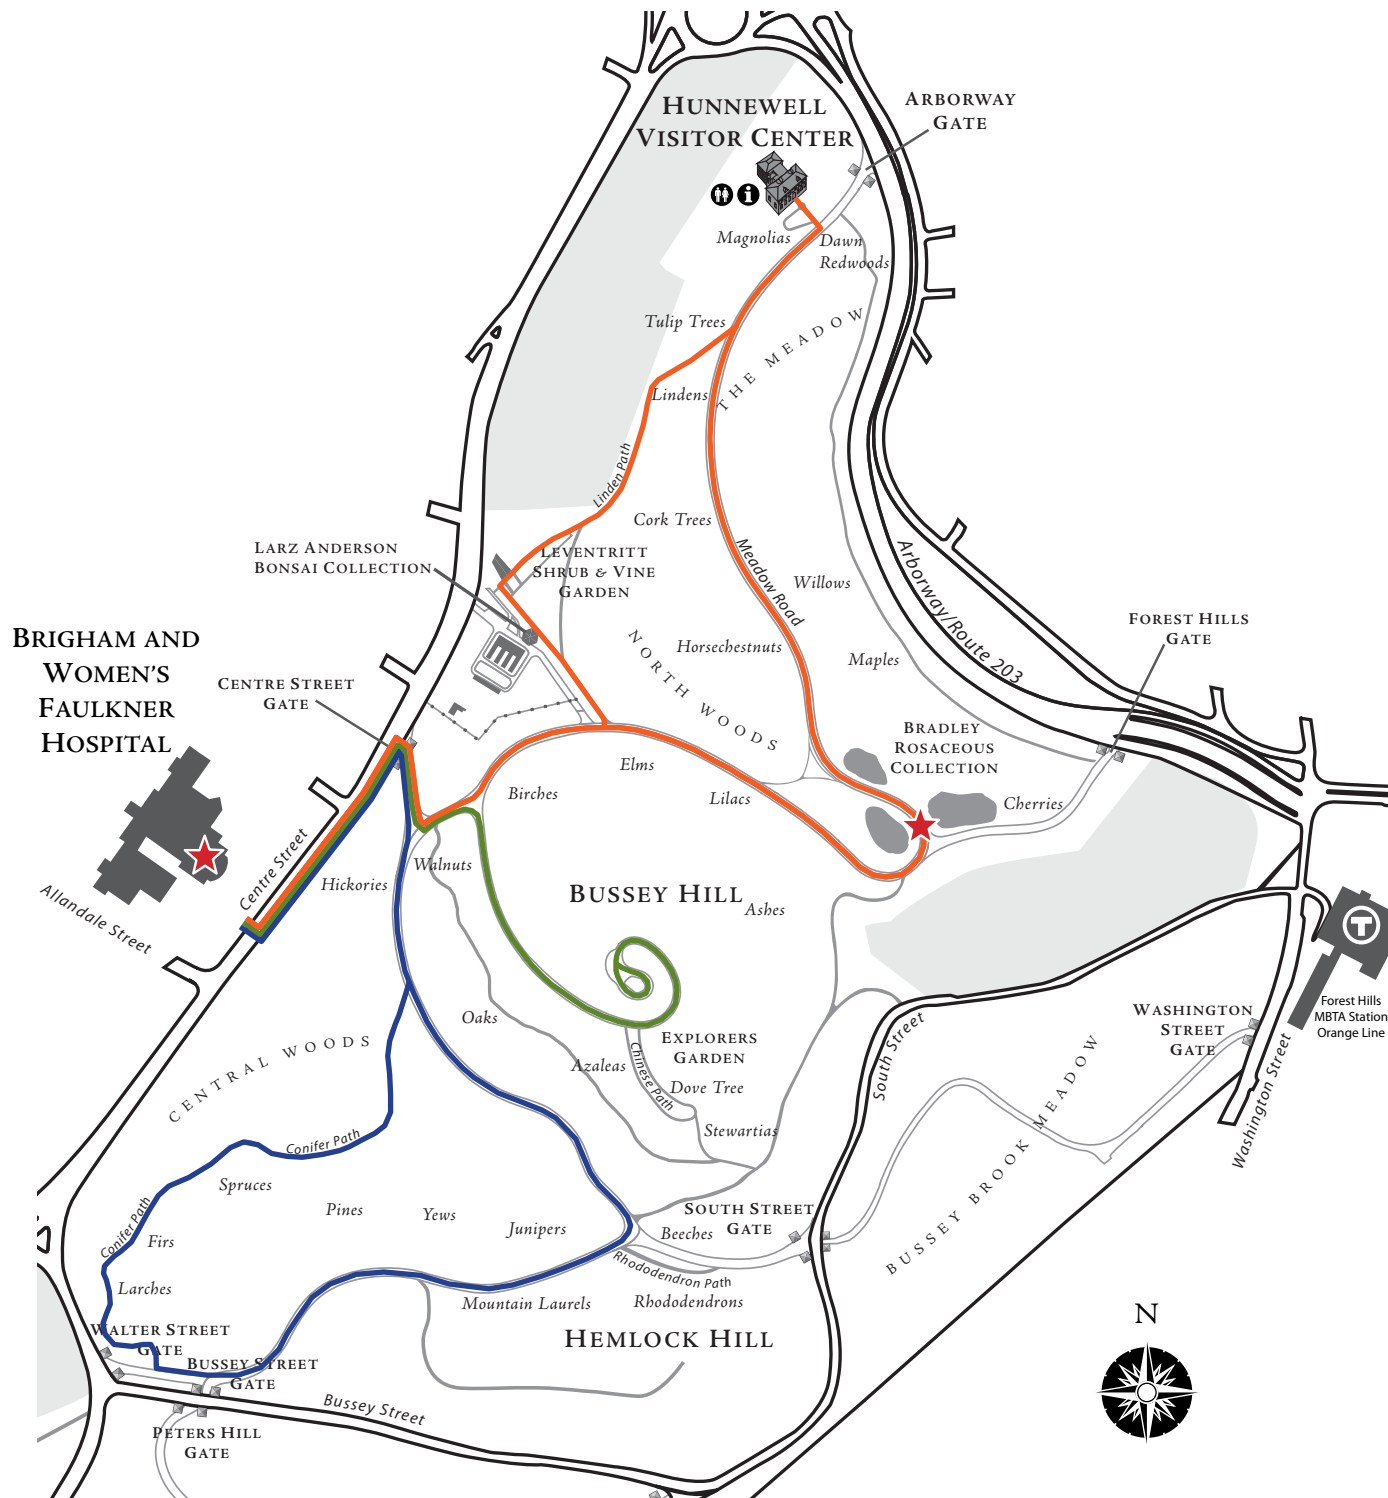 HUNNEWELL
VISITOR CENTER
ARBORWAY
GATE
i
Magnolias
Dawn
Redwoods
Tulip Trees
THE MEADOW
Lindens
Linden Path
Cork Trees
LARZ ANDERSON
BONSAI COLLECTION
LEVENTRITT
SHRUB & VINE
GARDEN
Meadow Road
Willows
Arborway/Route 203
FOREST HILLS
GATE
BRIGHAM AND
WOMEN'S
FAULKNER
HOSPITAL
CENTRE STREET
GATE
NORTH WOODS
Horsechestnuts
Maples
BRADLEY
ROSACEOUS
COLLECTION
Elms
Birches
Lilacs
Cherries
Centre Street
Allandale Street
Hickories
Walnuts
BUSSEY HILL
Ashes
T
Forest Hills
MBTA Station
Orange Line
WASHINGTON
STREET
GATE
Washington Street
South Street
Oaks
CENTRAL WOODS
EXPLORERS
GARDEN
Azaleas
Chinese Path
Dove Tree
Stewartias
BUSSEY BROOK MEADOW
Conifer Path
Spruces
Pines
Yews
Junipers
SOUTH STREET
GATE
Beeches
Conifer Path
Firs
Larches
Rhododendron Path
Rhododendrons
Mountain Laurels
HEMLOCK HILL
WALTER STREET
GATE
BUSSEY STREET
GATE
Bussey Street
PETERS HILL
GATE
N